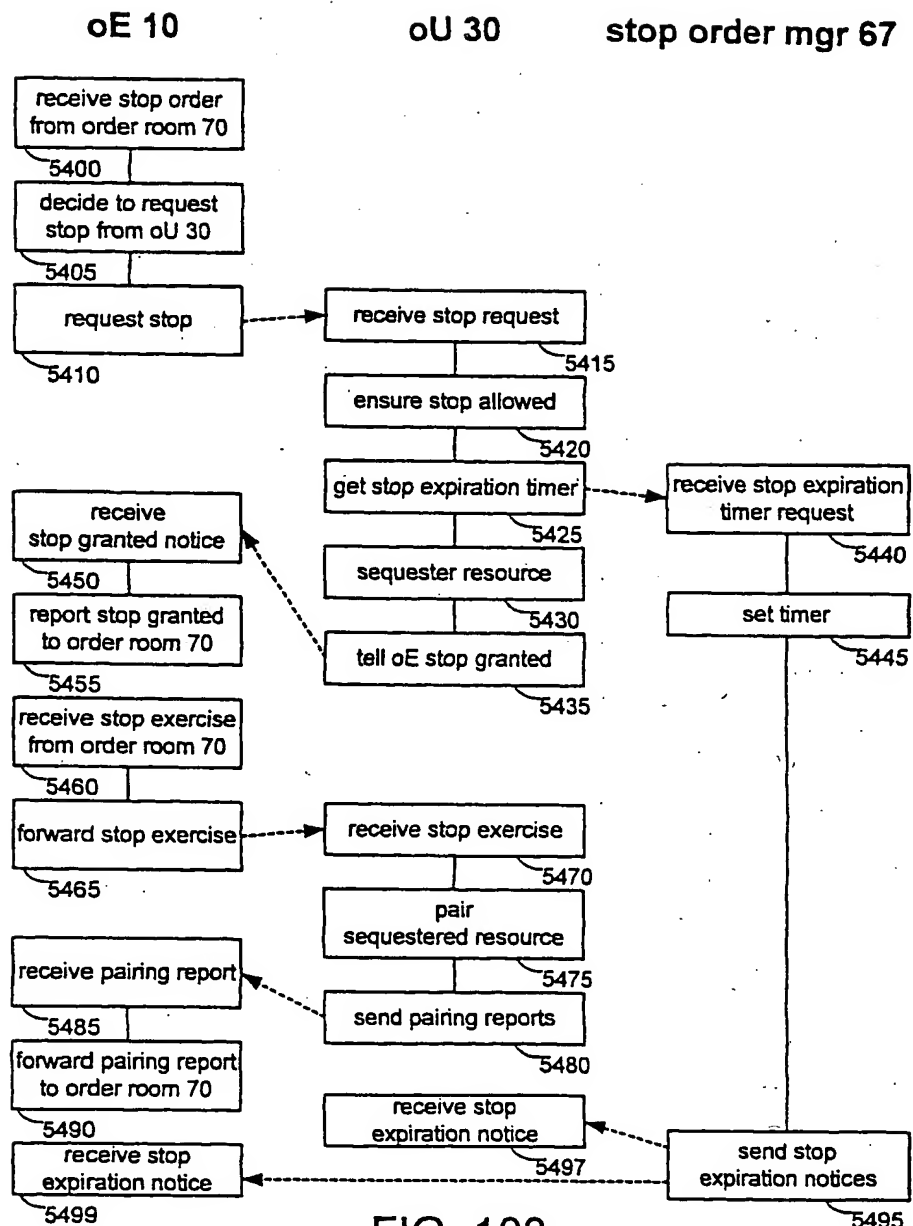 oE 10
oU 30
stop order mgr 67
receive stop order
from order room 70
5400
decide to request
stop from oU 30
5405
request stop
5410
receive stop request
5415
ensure stop allowed
5420
get stop expiration timer
5425
receive stop expiration
timer request
5440
sequester resource
5430
set timer
5445
tell oE stop granted
5435
receive
stop granted notice
5450
report stop granted
to order room 70
5455
receive stop exercise
from order room 70
5460
forward stop exercise
5465
receive stop exercise
5470
pair
sequestered resource
5475
send pairing reports
5480
receive pairing report
5485
forward pairing report
to order room 70
5490
receive stop
expiration notice
5497
send stop
expiration notices
5495
receive stop
expiration notice
5499